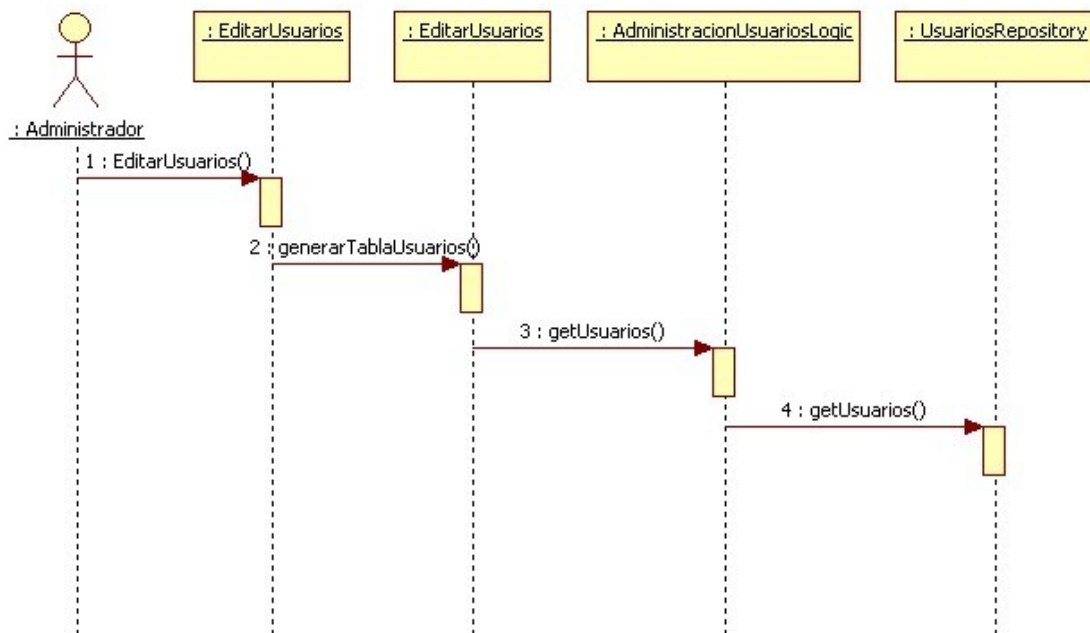 : EditarUsuarios
: EditarUsuarios
: AdministracionUsuariosLogic
: UsuariosRepository
: Administrador
1 : EditarUsuarios()
2 : generarTablaUsuarios()
3 : getUsuarios()
4 : getUsuarios()